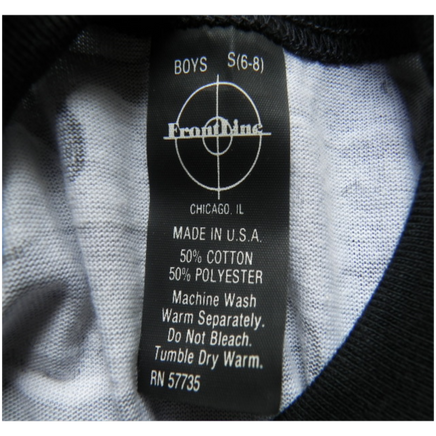 BOYS S(6-8)
FrontLine
CHICAGO, IL
MADE IN U.S.A.
50% COTTON
50% POLYESTER
Machine Wash
Warm Separately.
Do Not Bleach.
Tumble Dry Warm.
RN 57735